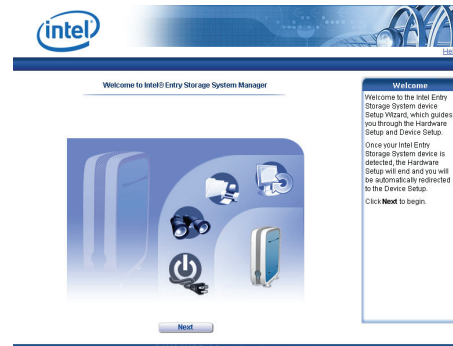 intel
He
Welcome to Intel® Entry Storage System Manager
Welcome
Welcome to the Intel Entry
Storage System device
Setup Wizard, which guides
you through the Hardware
Setup and Device Setup.
Once your Intel Entry
Storage System device is
detected, the Hardware
Setup will end and you will
be automatically redirected
to the Device Setup.
Click Next to begin.
Next